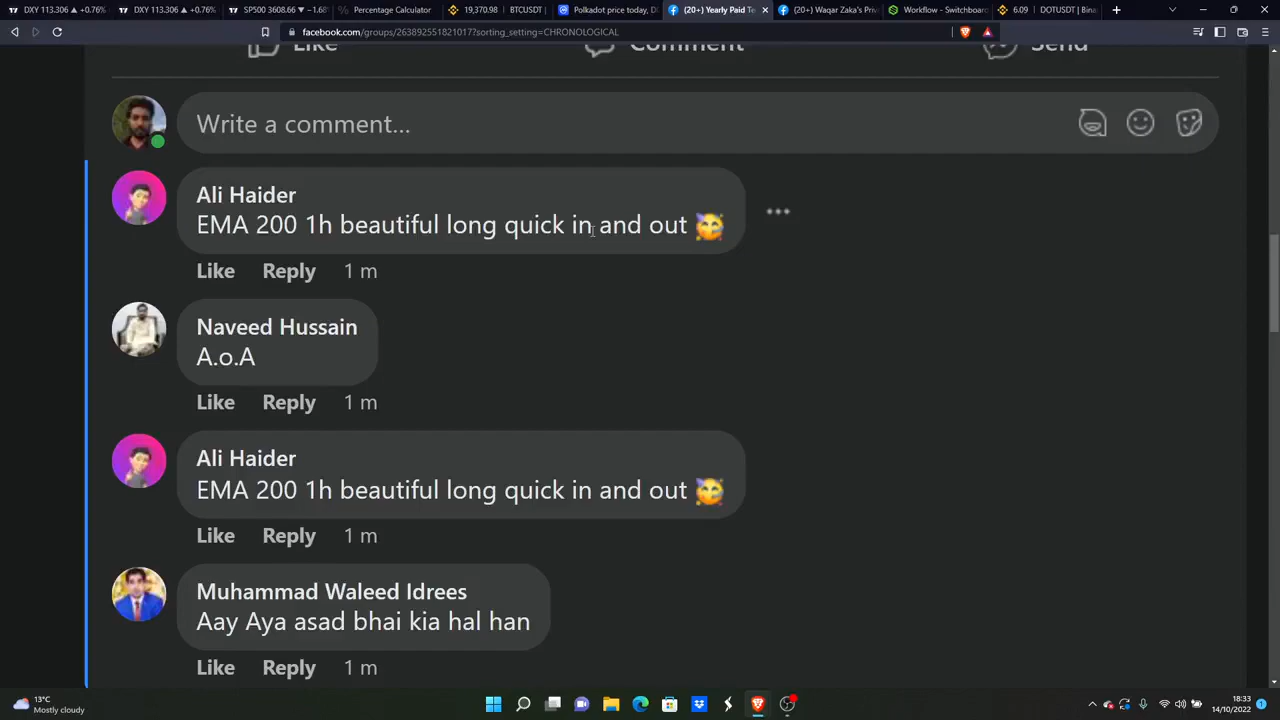 DXY 113.306 ▲ +0.76%
DXY 113.306 ▲ +0.76%
SP500 3608.66 ▼ −1.68%
Percentage Calculator
19,370.98 | BTCUSDT | Bin
Polkadot price today, D
(20+) Yearly Paid Te
(20+) Waqar Zaka's Priv
Workflow - Switchboard
6.09 | DOTUSDT | Bina
facebook.com/groups/263892551821017?sorting_setting=CHRONOLOGICAL
Like Comment Send
Write a comment...
Ali Haider
EMA 200 1h beautiful long quick in and out 🥳
Like Reply 1 m
Naveed Hussain
A.o.A
Like Reply 1 m
Ali Haider
EMA 200 1h beautiful long quick in and out 🥳
Like Reply 1 m
Muhammad Waleed Idrees
Aay Aya asad bhai kia hal han
Like Reply 1 m
13°C
Mostly cloudy
18:33
14/10/2022